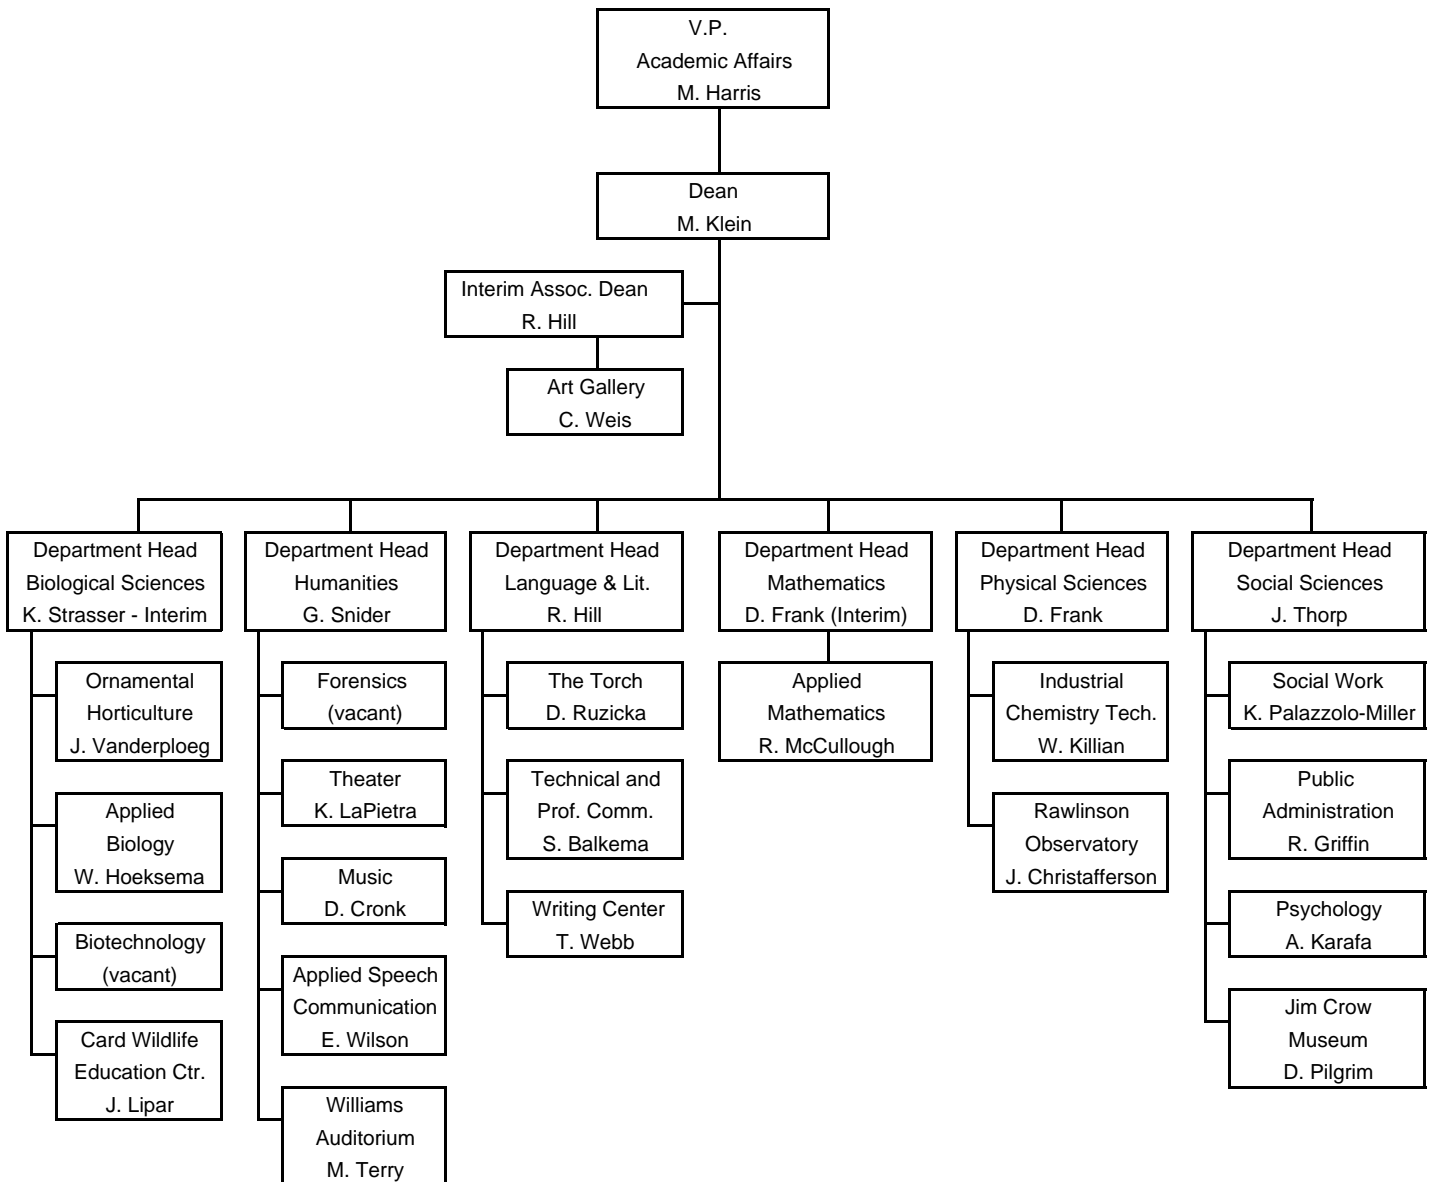 V.P.
Academic Affairs
M. Harris
Dean
M. Klein
Interim Assoc. Dean
R. Hill
Art Gallery
C. Weis
Department Head
Biological Sciences
K. Strasser - Interim
Ornamental
Horticulture
J. Vanderploeg
Applied
Biology
W. Hoeksema
Biotechnology
(vacant)
Card Wildlife
Education Ctr.
J. Lipar
Department Head
Humanities
G. Snider
Forensics
(vacant)
Theater
K. LaPietra
Music
D. Cronk
Applied Speech
Communication
E. Wilson
Williams
Auditorium
M. Terry
Department Head
Language & Lit.
R. Hill
The Torch
D. Ruzicka
Technical and
Prof. Comm.
S. Balkema
Writing Center
T. Webb
Department Head
Mathematics
D. Frank (Interim)
Applied
Mathematics
R. McCullough
Department Head
Physical Sciences
D. Frank
Industrial
Chemistry Tech.
W. Killian
Rawlinson
Observatory
J. Christafferson
Department Head
Social Sciences
J. Thorp
Social Work
K. Palazzolo-Miller
Public
Administration
R. Griffin
Psychology
A. Karafa
Jim Crow
Museum
D. Pilgrim